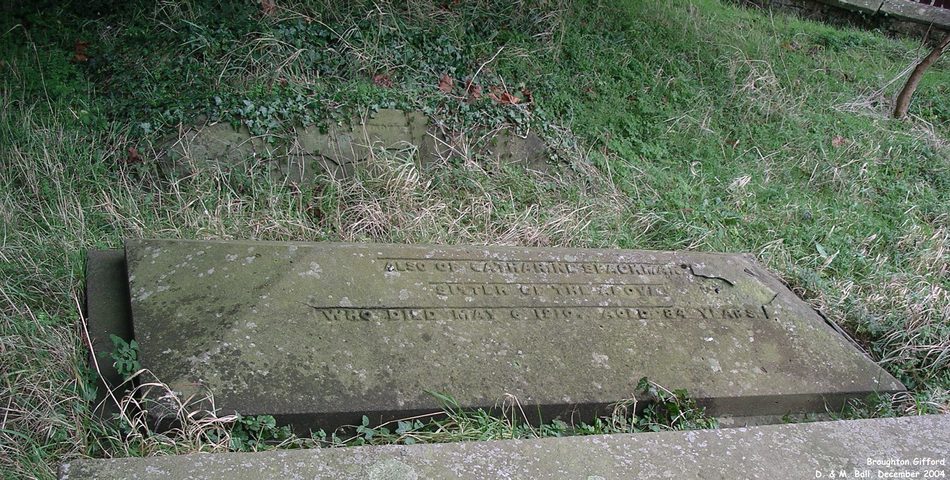 ALSO OF CATHARINE SPACKMAN
SISTER OF THE ABOVE
WHO DIED MAY 6 1910. AGED 84 YEARS.
Broughton Gifford
D. & M. Ball, December 2004